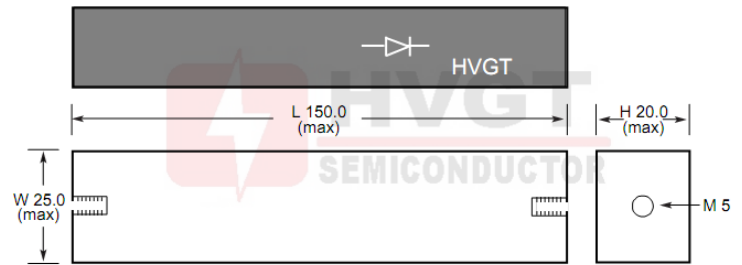 HVGT
L 150.0
(max)
H 20.0
(max)
HVGT
SEMICONDUCTOR
W 25.0
(max)
M 5